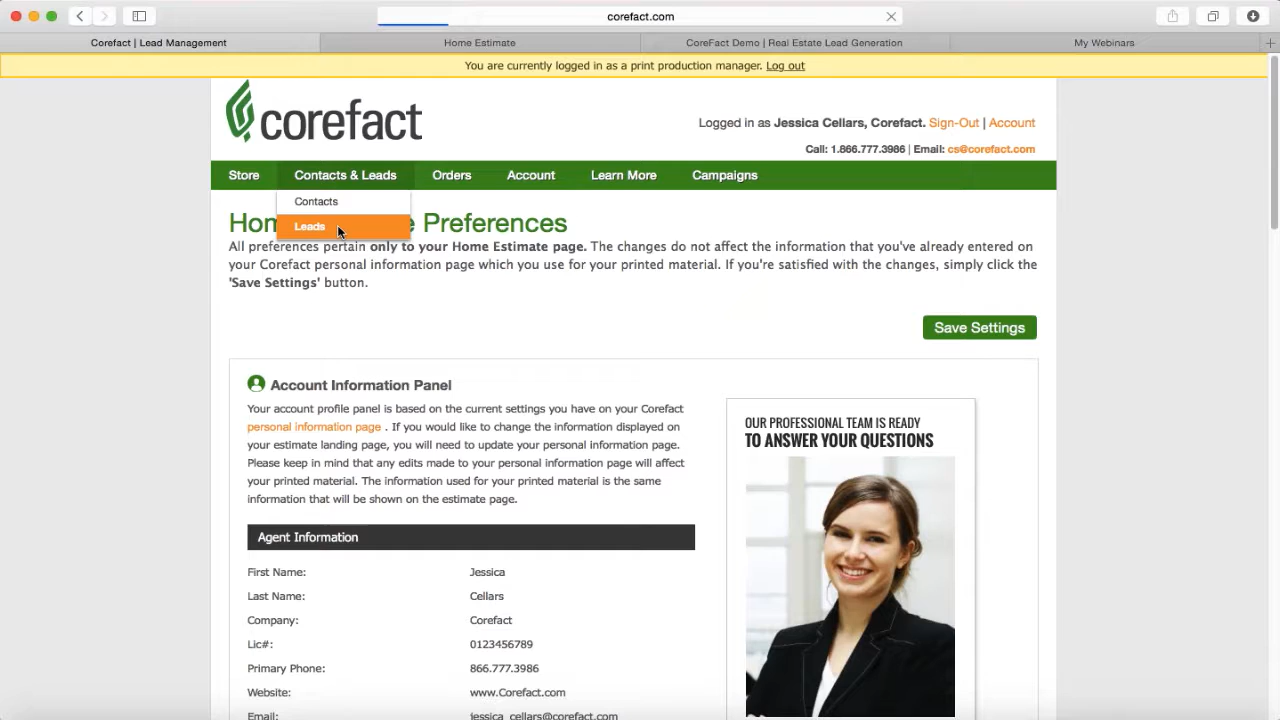 corefact.com
Corefact | Lead Management
Home Estimate
CoreFact Demo | Real Estate Lead Generation
My Webinars
You are currently logged in as a print production manager. Log out
corefact
Logged in as Jessica Cellars, Corefact. Sign-Out | Account
Call: 1.866.777.3986 | Email: cs@corefact.com
Store
Contacts & Leads
Orders
Account
Learn More
Campaigns
Contacts
Leads
Preferences
All preferences pertain only to your Home Estimate page. The changes do not affect the information that you've already entered on
your Corefact personal information page which you use for your printed material. If you're satisfied with the changes, simply click the
'Save Settings' button.
Save Settings
Account Information Panel
Your account profile panel is based on the current settings you have on your Corefact
personal information page . If you would like to change the information displayed on
your estimate landing page, you will need to update your personal information page.
Please keep in mind that any edits made to your personal information page will affect
your printed material. The information used for your printed material is the same
information that will be shown on the estimate page.
Agent Information
First Name: Jessica
Last Name: Cellars
Company: Corefact
Lic#: 0123456789
Primary Phone: 866.777.3986
Website: www.Corefact.com
Email: jessica_cellars@corefact.com
OUR PROFESSIONAL TEAM IS READY
TO ANSWER YOUR QUESTIONS